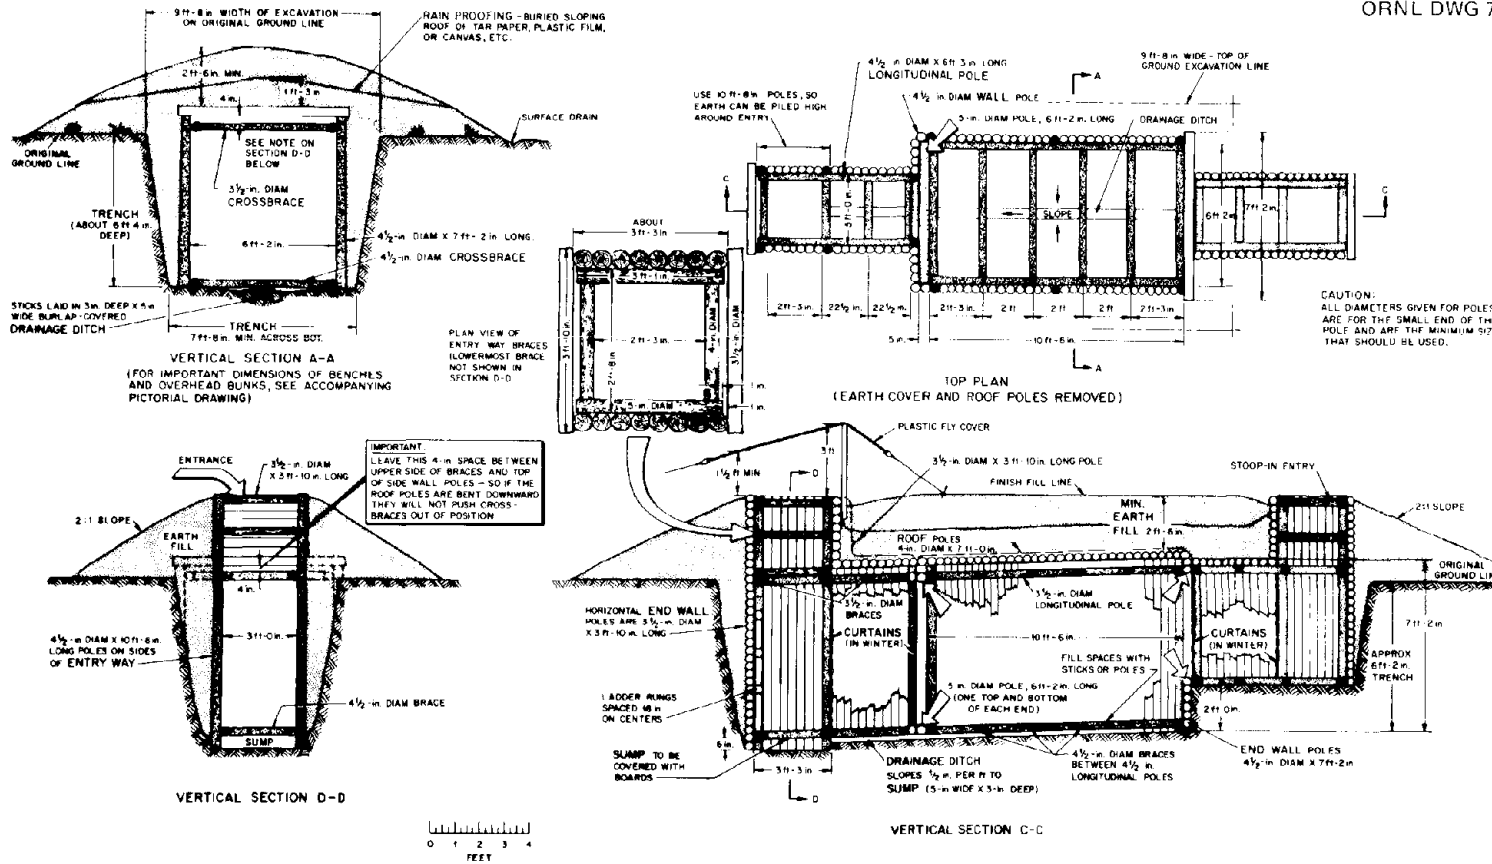 ORNL DWG 7
9 ft-8 in WIDTH OF EXCAVATION
ON ORIGINAL GROUND LINE
RAIN PROOFING - BURIED SLOPING
ROOF OF TAR PAPER, PLASTIC FILM,
OR CANVAS, ETC.
2 ft-6 in. MIN.
1 ft-3 in
4 in.
SURFACE DRAIN
ORIGINAL
GROUND LINE
SEE NOTE ON
SECTION D-D
BELOW
3½-in. DIAM
CROSSBRACE
TRENCH
(ABOUT 6 ft 4 in.
DEEP)
6 ft-2 in.
4½-in DIAM X 7 ft-2 in LONG.
4½-in. DIAM CROSSBRACE
STICKS LAID IN 3 in. DEEP X 5 in
WIDE BURLAP-COVERED
DRAINAGE DITCH
TRENCH
7 ft-8 in. MIN. ACROSS BOT.
VERTICAL SECTION A-A
(FOR IMPORTANT DIMENSIONS OF BENCHES
AND OVERHEAD BUNKS, SEE ACCOMPANYING
PICTORIAL DRAWING)
PLAN VIEW OF
ENTRY WAY BRACES
(LOWERMOST BRACE
NOT SHOWN IN
SECTION D-D
ABOUT
3 ft-3 in.
3 ft-1 in.
3 ft-10 in.
2 ft-3 in.
2 ft-8 in.
4-in. DIAM
3½-in. DIAM
5-in. DIAM
1 in.
1 in.
4½ in DIAM X 6 ft 3 in LONG
LONGITUDINAL POLE
USE 10 ft-8 in POLES, SO
EARTH CAN BE PILED HIGH
AROUND ENTRY
4½ in DIAM WALL POLE
5-in. DIAM POLE, 6 ft-2 in. LONG
A
9 ft-8 in WIDE - TOP OF
GROUND EXCAVATION LINE
DRAINAGE DITCH
C
C
3 ft-0 in.
SLOPE
6 ft 2 in.
7 ft 2 in.
2 ft-3 in.
22½ in.
22½ in.
2 ft-3 in.
2 ft
2 ft
2 ft
2 ft-3 in
5 in.
10 ft-6 in.
A
TOP PLAN
(EARTH COVER AND ROOF POLES REMOVED)
CAUTION:
ALL DIAMETERS GIVEN FOR POLES
ARE FOR THE SMALL END OF TH
POLE AND ARE THE MINIMUM SIZ
THAT SHOULD BE USED.
ENTRANCE
3½-in. DIAM
X 3 ft-10 in. LONG
IMPORTANT:
LEAVE THIS 4-in SPACE BETWEEN
UPPER SIDE OF BRACES AND TOP
OF SIDE WALL POLES - SO IF THE
ROOF POLES ARE BENT DOWNWARD
THEY WILL NOT PUSH CROSS-
BRACES OUT OF POSITION
2:1 SLOPE
EARTH
FILL
4 in.
4½-in DIAM X 10 ft-8 in.
LONG POLES ON SIDES
OF ENTRY WAY
3 ft-0 in.
4½-in. DIAM BRACE
SUMP
VERTICAL SECTION D-D
0 1 2 3 4
FEET
PLASTIC FLY COVER
3 ft
1½ ft MIN
D
3½-in. DIAM X 3 ft-10 in. LONG POLE
FINISH FILL LINE
STOOP-IN ENTRY
2:1 SLOPE
MIN.
EARTH
FILL 2 ft-6 in.
ROOF POLES
4-in. DIAM X 7 ft-0 in.
ORIGINAL
GROUND LIN
3½-in. DIAM
BRACES
3½-in. DIAM
LONGITUDINAL POLE
HORIZONTAL END WALL
POLES ARE 3½-in. DIAM
X 3 ft-10 in. LONG
CURTAINS
(IN WINTER)
10 ft-6 in.
CURTAINS
(IN WINTER)
7 ft-2 in
FILL SPACES WITH
STICKS OR POLES
APPROX
6 ft-2 in.
TRENCH
LADDER RUNGS
SPACED 18 in
ON CENTERS
5 in. DIAM POLE, 6 ft-2 in. LONG
(ONE TOP AND BOTTOM
OF EACH END)
2 ft 0 in.
6 in.
SUMP TO BE
COVERED WITH
BOARDS
3 ft-3 in
D
DRAINAGE DITCH
SLOPES ½ in. PER ft TO
SUMP (5-in WIDE X 3-in DEEP)
4½-in. DIAM BRACES
BETWEEN 4½ in.
LONGITUDINAL POLES
END WALL POLES
4½-in. DIAM X 7 ft-2 in
VERTICAL SECTION C-C